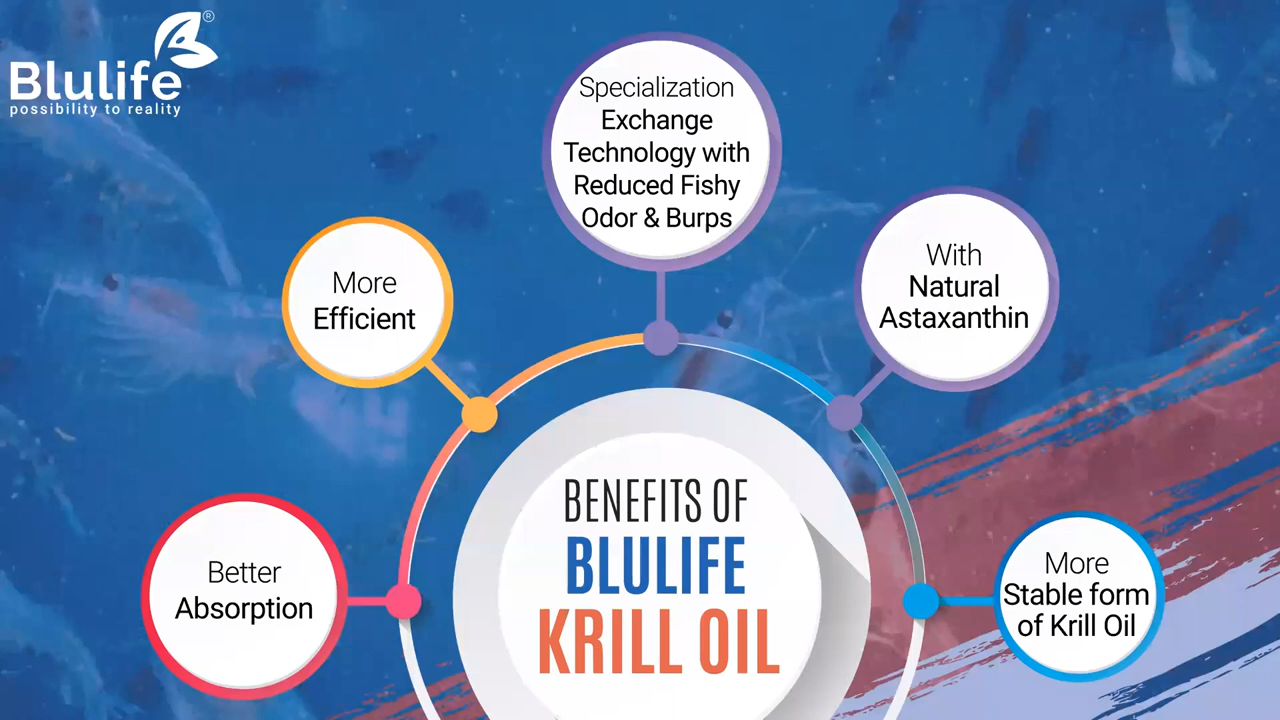 Blulife®
possibility to reality
Specialization
Exchange
Technology with
Reduced Fishy
Odor & Burps
More
Efficient
With
Natural
Astaxanthin
Better
Absorption
More
Stable form
of Krill Oil
BENEFITS OF
BLULIFE
KRILL OIL